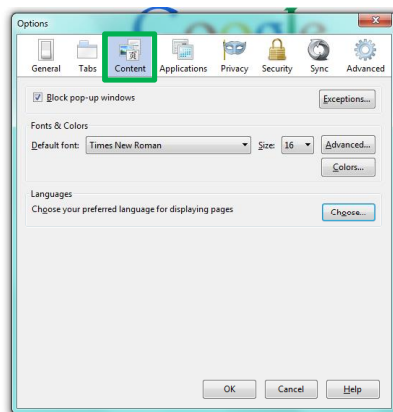 Google
Options
General Tabs Content Applications Privacy Security Sync Advanced
Block pop-up windows Exceptions...
Fonts & Colors
Default font: Times New Roman Size: 16 Advanced...
Colors...
Languages
Choose your preferred language for displaying pages Choose...
OK Cancel Help